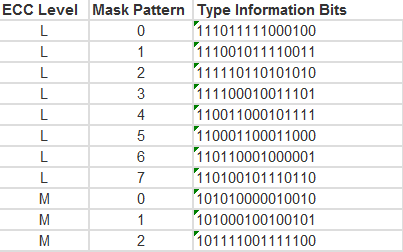 ECC Level Mask Pattern Type Information Bits
L 0 111011111000100
L 1 111001011110011
L 2 111110110101010
L 3 111100010011101
L 4 110011000101111
L 5 110001100011000
L 6 110110001000001
L 7 110100101110110
M 0 101010000010010
M 1 101000100100101
M 2 101111001111100